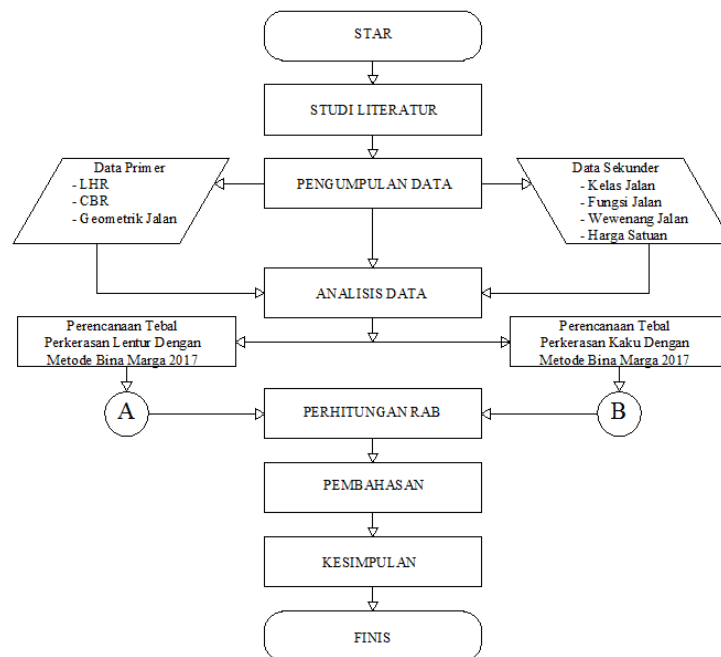 STAR
STUDI LITERATUR
Data Primer
- LHR
- CBR
- Geometrik Jalan
PENGUMPULAN DATA
Data Sekunder
- Kelas Jalan
- Fungsi Jalan
- Wewenang Jalan
- Harga Satuan
ANALISIS DATA
Perencanaan Tebal
Perkerasan Lentur Dengan
Metode Bina Marga 2017
Perencanaan Tebal
Perkerasan Kaku Dengan
Metode Bina Marga 2017
A
PERHITUNGAN RAB
B
PEMBAHASAN
KESIMPULAN
FINIS